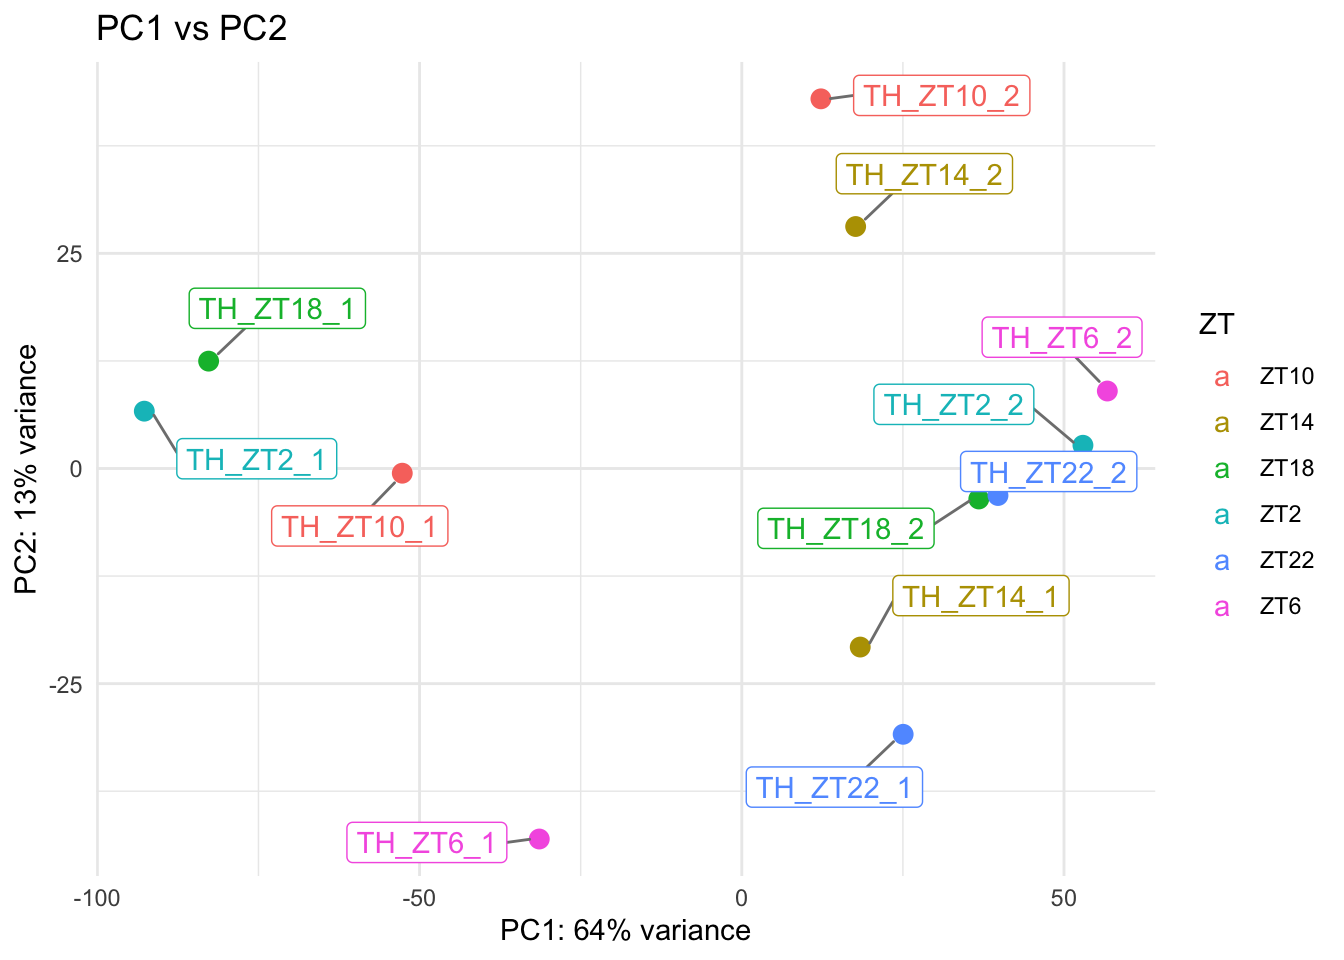 PC1 vs PC2
TH_ZT10_2
TH_ZT14_2
25
TH_ZT18_1
TH_ZT6_2
TH_ZT2_2
TH_ZT2_1
0
TH_ZT22_2
TH_ZT10_1
TH_ZT18_2
TH_ZT14_1
-25
TH_ZT22_1
TH_ZT6_1
-100
-50
0
50
PC1: 64% variance
PC2: 13% variance
ZT
a ZT10
a ZT14
a ZT18
a ZT2
a ZT22
a ZT6